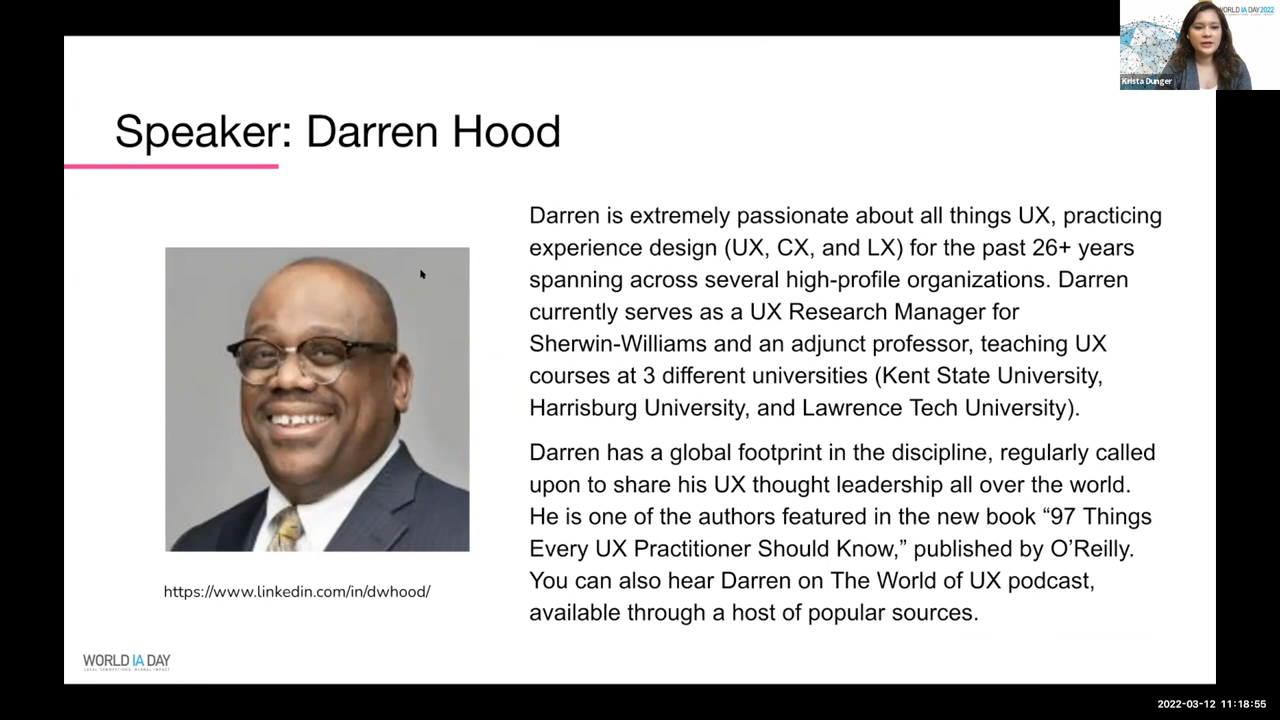 WORLD IA DAY2022
Krista Dunger
Speaker: Darren Hood
Darren is extremely passionate about all things UX, practicing
experience design (UX, CX, and LX) for the past 26+ years
spanning across several high-profile organizations. Darren
currently serves as a UX Research Manager for
Sherwin-Williams and an adjunct professor, teaching UX
courses at 3 different universities (Kent State University,
Harrisburg University, and Lawrence Tech University).
Darren has a global footprint in the discipline, regularly called
upon to share his UX thought leadership all over the world.
He is one of the authors featured in the new book “97 Things
Every UX Practitioner Should Know,” published by O’Reilly.
You can also hear Darren on The World of UX podcast,
available through a host of popular sources.
https://www.linkedin.com/in/dwhood/
WORLD IA DAY
LOCAL CONNECTIONS GLOBAL IMPACT
2022-03-12 11:18:55